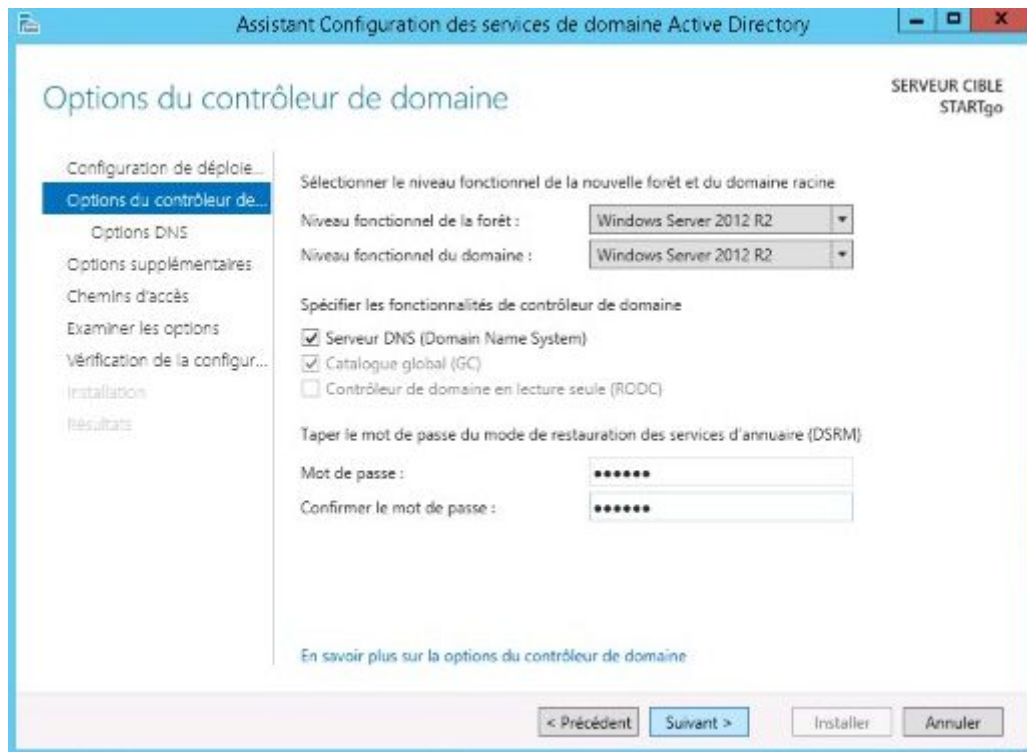 Assistant Configuration des services de domaine Active Directory
Options du contrôleur de domaine
SERVEUR CIBLE
STARTgo
Configuration de déploie...
Options du contrôleur de...
Options DNS
Options supplémentaires
Chemins d'accès
Examiner les options
Vérification de la configur...
Installation
Résultats
Sélectionner le niveau fonctionnel de la nouvelle forêt et du domaine racine
Niveau fonctionnel de la forêt : Windows Server 2012 R2
Niveau fonctionnel du domaine : Windows Server 2012 R2
Spécifier les fonctionnalités de contrôleur de domaine
Serveur DNS (Domain Name System)
Catalogue global (GC)
Contrôleur de domaine en lecture seule (RODC)
Taper le mot de passe du mode de restauration des services d'annuaire (DSRM)
Mot de passe : ●●●●●●
Confirmer le mot de passe : ●●●●●●
En savoir plus sur la options du contrôleur de domaine
< Précédent Suivant > Installer Annuler